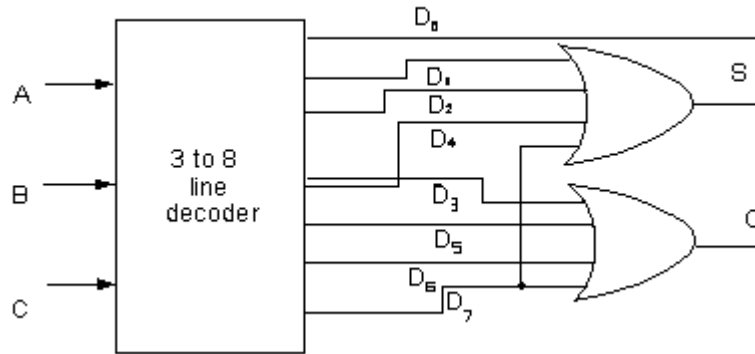 D₀
S
A
D₁
D₂
D₄
3 to 8
line
decoder
B
D₃
C
D₅
D₆
C
D₇